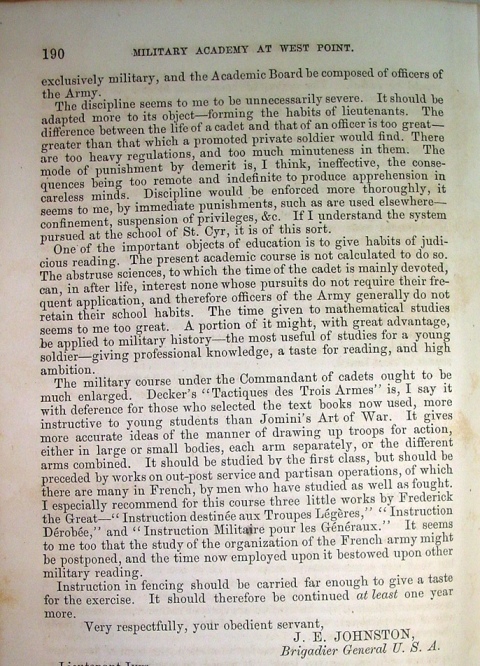 190 MILITARY ACADEMY AT WEST POINT.
exclusively military, and the Academic Board be composed of officers of
the Army.
The discipline seems to me to be unnecessarily severe. It should be
adapted more to its object—forming the habits of lieutenants. The
difference between the life of a cadet and that of an officer is too great—
greater than that which a promoted private soldier would find. There
are too heavy regulations, and too much minuteness in them. The
mode of punishment by demerit is, I think, ineffective, the conse-
quences being too remote and indefinite to produce apprehension in
careless minds. Discipline would be enforced more thoroughly, it
seems to me, by immediate punishments, such as are used elsewhere—
confinement, suspension of privileges, &c. If I understand the system
pursued at the school of St. Cyr, it is of this sort.
One of the important objects of education is to give habits of judi-
cious reading. The present academic course is not calculated to do so.
The abstruse sciences, to which the time of the cadet is mainly devoted,
can, in after life, interest none whose pursuits do not require their fre-
quent application, and therefore officers of the Army generally do not
retain their school habits. The time given to mathematical studies
seems to me too great. A portion of it might, with great advantage,
be applied to military history—the most useful of studies for a young
soldier—giving professional knowledge, a taste for reading, and high
ambition.
The military course under the Commandant of cadets ought to be
much enlarged. Decker's "Tactiques des Trois Armes" is, I say it
with deference for those who selected the text books now used, more
instructive to young students than Jomini's Art of War. It gives
more accurate ideas of the manner of drawing up troops for action,
either in large or small bodies, each arm separately, or the different
arms combined. It should be studied by the first class, but should be
preceded by works on out-post service and partisan operations, of which
there are many in French, by men who have studied as well as fought.
I especially recommend for this course three little works by Frederick
the Great—"Instruction destinée aux Troupes Légères," "Instruction
Dérobée," and "Instruction Militaire pour les Généraux." It seems
to me too that the study of the organization of the French army might
be postponed, and the time now employed upon it bestowed upon other
military reading.
Instruction in fencing should be carried far enough to give a taste
for the exercise. It should therefore be continued at least one year
more.
Very respectfully, your obedient servant,
J. E. JOHNSTON,
Brigadier General U. S. A.